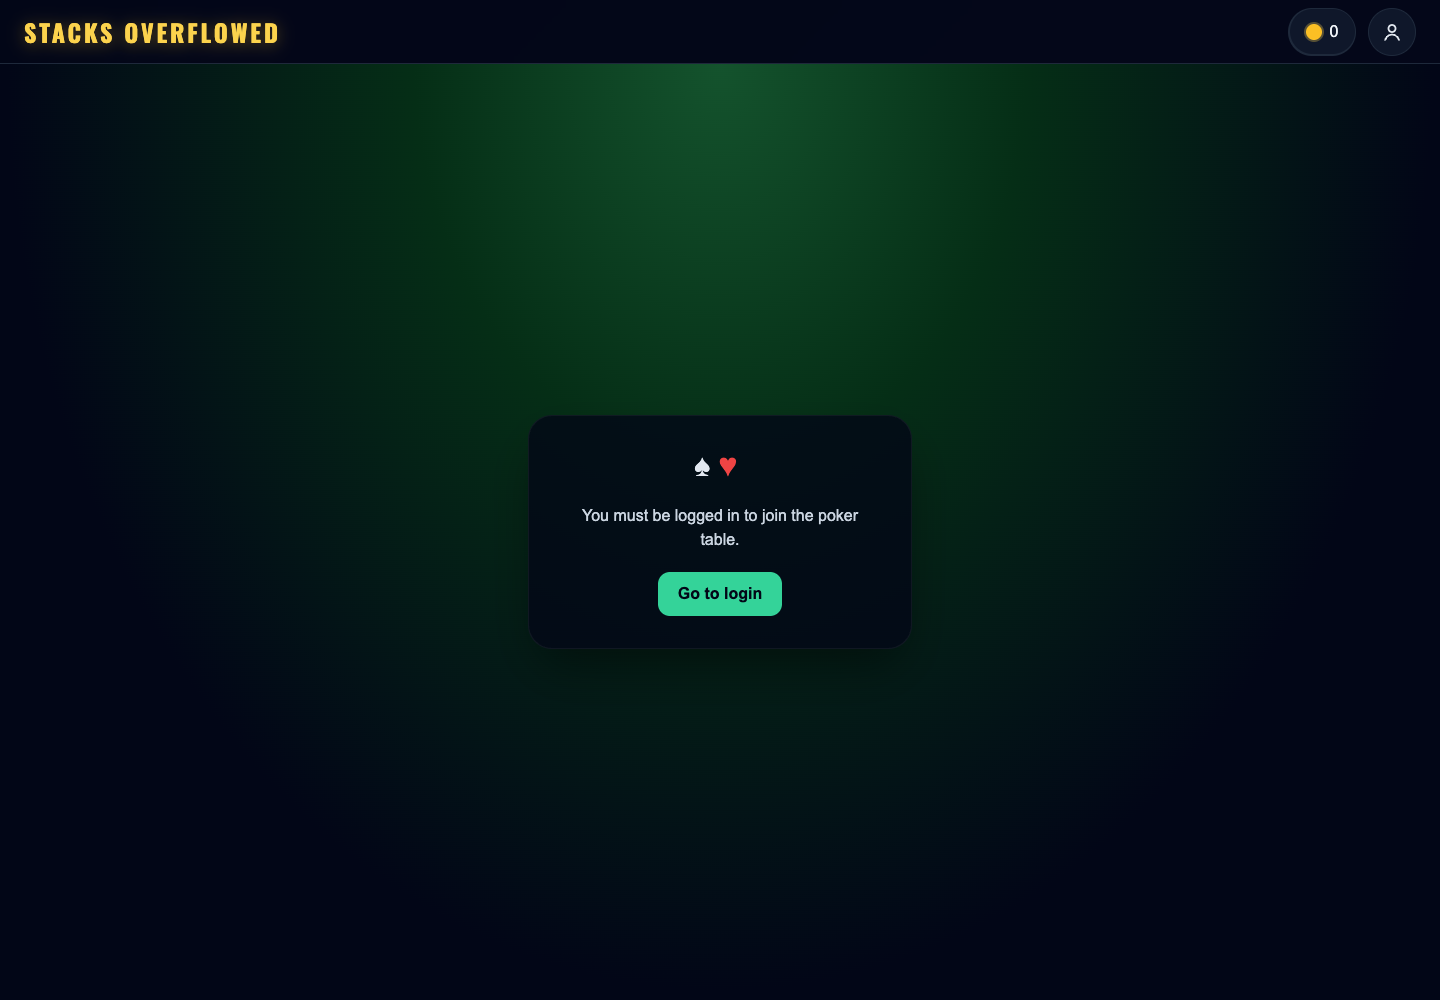 STACKS OVERFLOWED
0
You must be logged in to join the poker
table.
Go to login